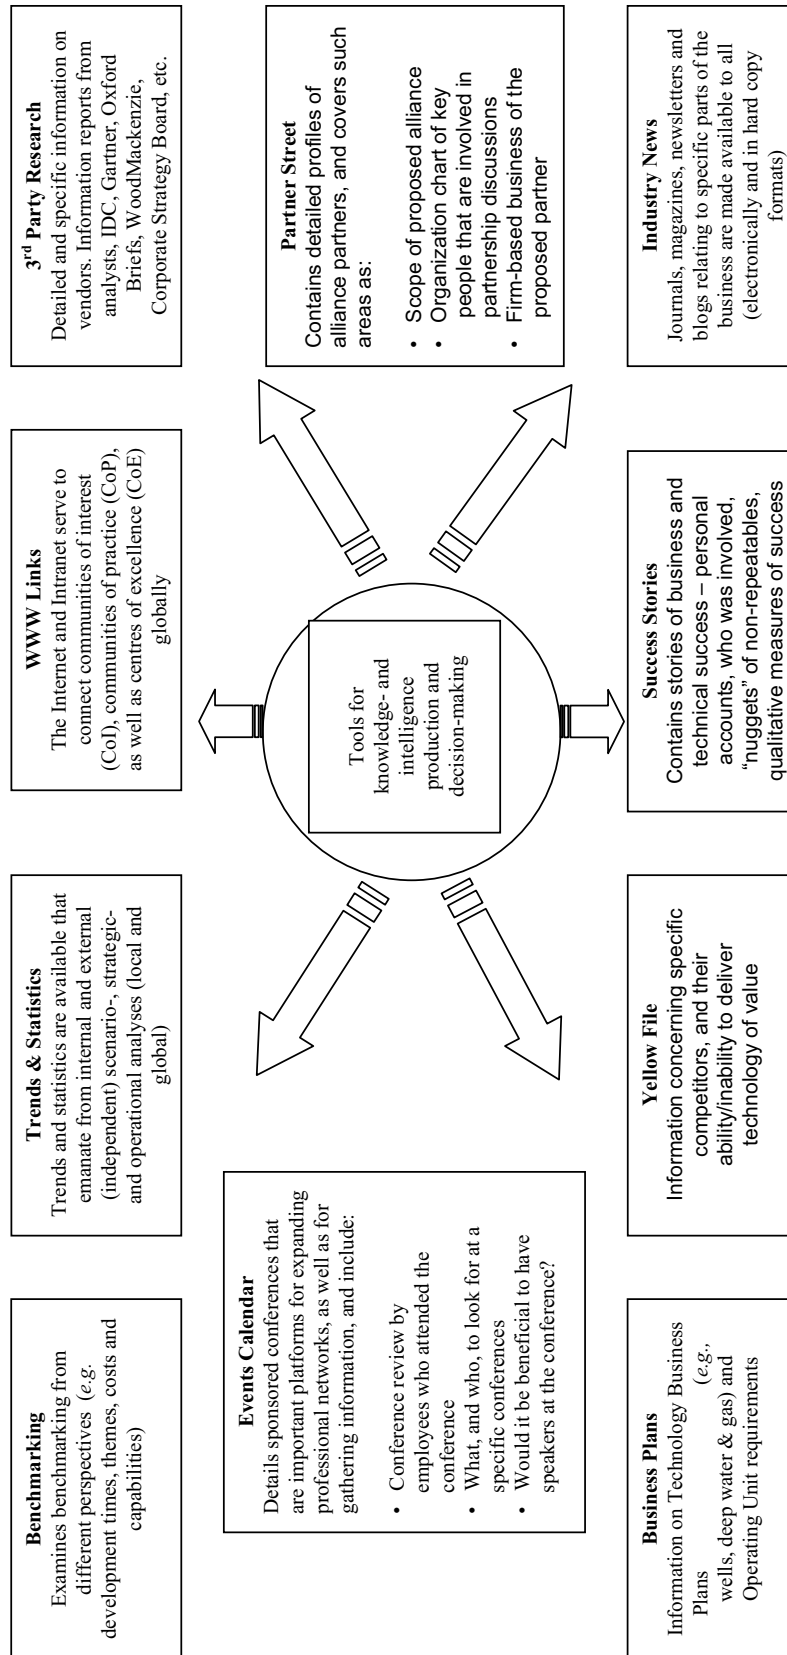 Benchmarking
Examines benchmarking from
different perspectives (e.g.
development times, themes, costs and
capabilities)
Trends & Statistics
Trends and statistics are available that
emanate from internal and external
(independent) scenario-, strategic-
and operational analyses (local and
global)
WWW Links
The Internet and Intranet serve to
connect communities of interest
(CoI), communities of practice (CoP),
as well as centres of excellence (CoE)
globally
3rd Party Research
Detailed and specific information on
vendors. Information reports from
analysts, IDC, Gartner, Oxford
Briefs, WoodMackenzie,
Corporate Strategy Board, etc.
Events Calendar
Details sponsored conferences that
are important platforms for expanding
professional networks, as well as for
gathering information, and include:
• Conference review by
employees who attended the
conference
• What, and who, to look for at a
specific conferences
• Would it be beneficial to have
speakers at the conference?
Tools for
knowledge- and
intelligence
production and
decision-making
Partner Street
Contains detailed profiles of
alliance partners, and covers such
areas as:
• Scope of proposed alliance
• Organization chart of key
people that are involved in
partnership discussions
• Firm-based business of the
proposed partner
Business Plans
Information on Technology Business
Plans (e.g.,
wells, deep water & gas) and
Operating Unit requirements
Yellow File
Information concerning specific
competitors, and their
ability/inability to deliver
technology of value
Success Stories
Contains stories of business and
technical success – personal
accounts, who was involved,
“nuggets” of non-repeatables,
qualitative measures of success
Industry News
Journals, magazines, newsletters and
blogs relating to specific parts of the
business are made available to all
(electronically and in hard copy
formats)